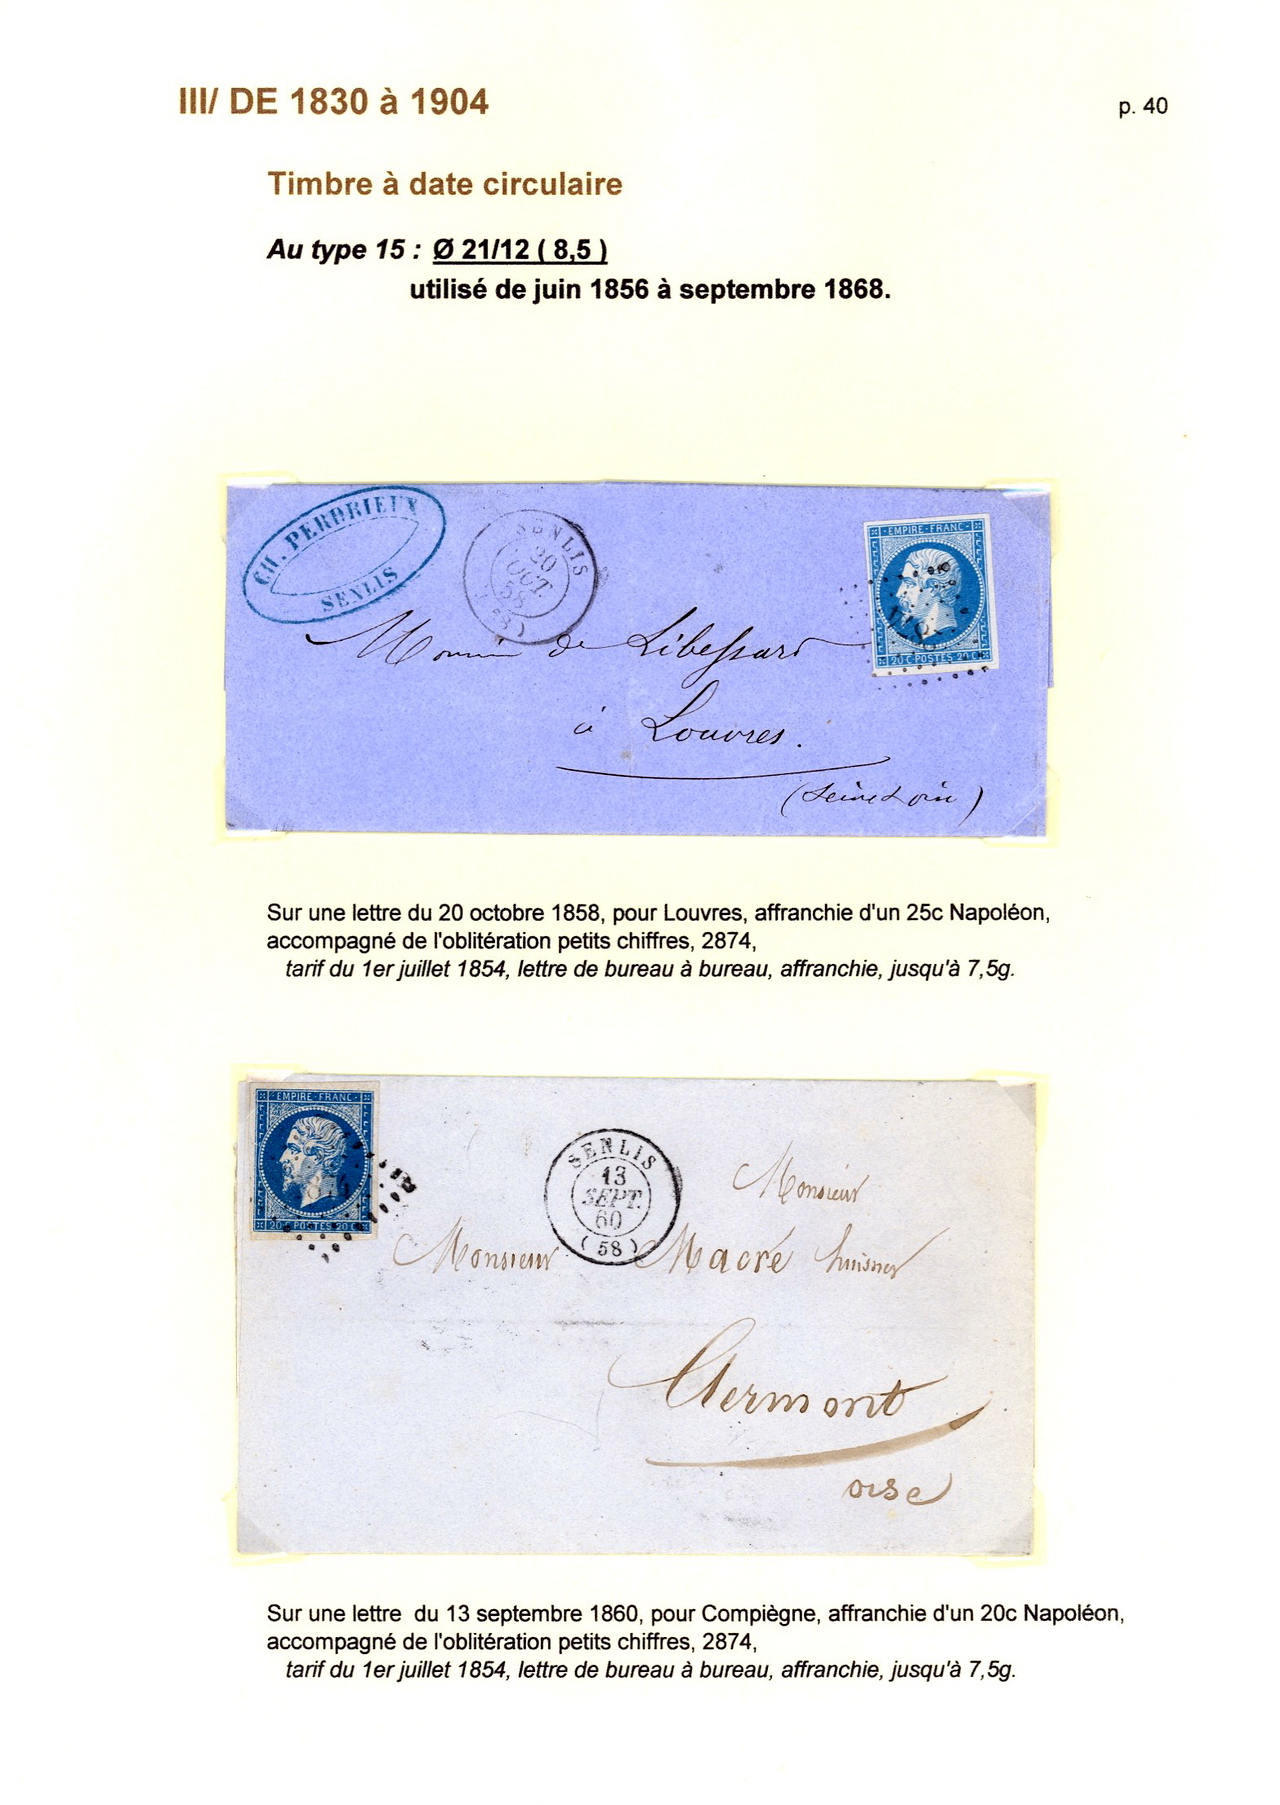 III/ DE 1830 à 1904
p. 40
Timbre à date circulaire
Au type 15 : Ø 21/12 ( 8,5 )
utilisé de juin 1856 à septembre 1868.
CH. PERDRIEUX
SENLIS
SENLIS
20
OCT.
58
EMPIRE-FRANC.
20 C POSTES 20 C
de
à Louvres.
(Seine & oise)
Sur une lettre du 20 octobre 1858, pour Louvres, affranchie d'un 25c Napoléon,
accompagné de l'oblitération petits chiffres, 2874,
tarif du 1er juillet 1854, lettre de bureau à bureau, affranchie, jusqu'à 7,5g.
EMPIRE-FRANC.
20 C POSTES 20 C
SENLIS
13
SEPT.
60
(58)
Monsieur
Monsieur Macré huissier
Clermont
oise
Sur une lettre du 13 septembre 1860, pour Compiègne, affranchie d'un 20c Napoléon,
accompagné de l'oblitération petits chiffres, 2874,
tarif du 1er juillet 1854, lettre de bureau à bureau, affranchie, jusqu'à 7,5g.